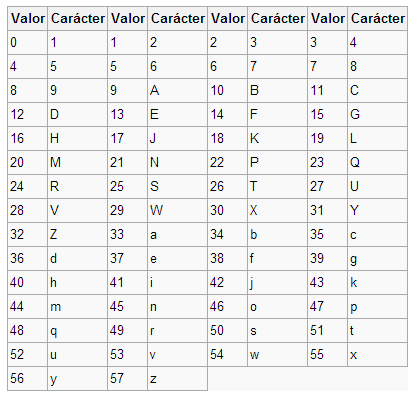 Valor Carácter Valor Carácter Valor Carácter Valor Carácter
0 1 1 2 2 3 3 4
4 5 5 6 6 7 7 8
8 9 9 A 10 B 11 C
12 D 13 E 14 F 15 G
16 H 17 J 18 K 19 L
20 M 21 N 22 P 23 Q
24 R 25 S 26 T 27 U
28 V 29 W 30 X 31 Y
32 Z 33 a 34 b 35 c
36 d 37 e 38 f 39 g
40 h 41 i 42 j 43 k
44 m 45 n 46 o 47 p
48 q 49 r 50 s 51 t
52 u 53 v 54 w 55 x
56 y 57 z